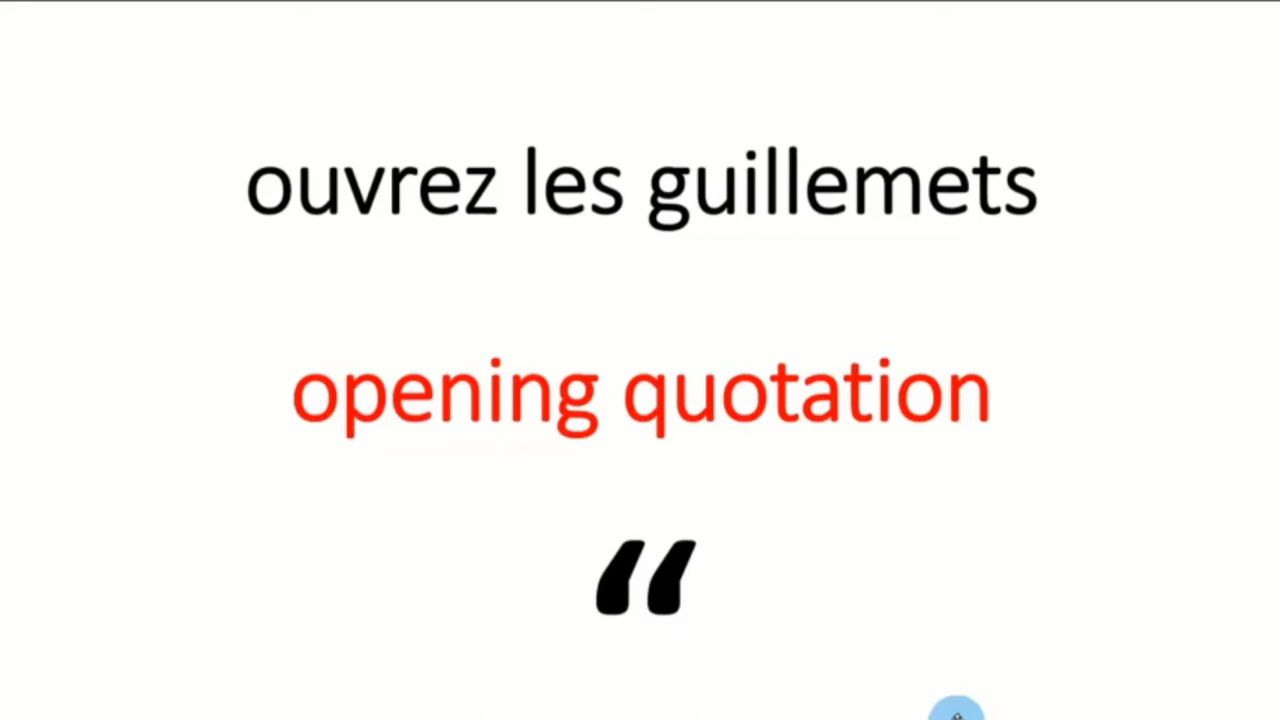 ouvrez les guillemets
opening quotation
“